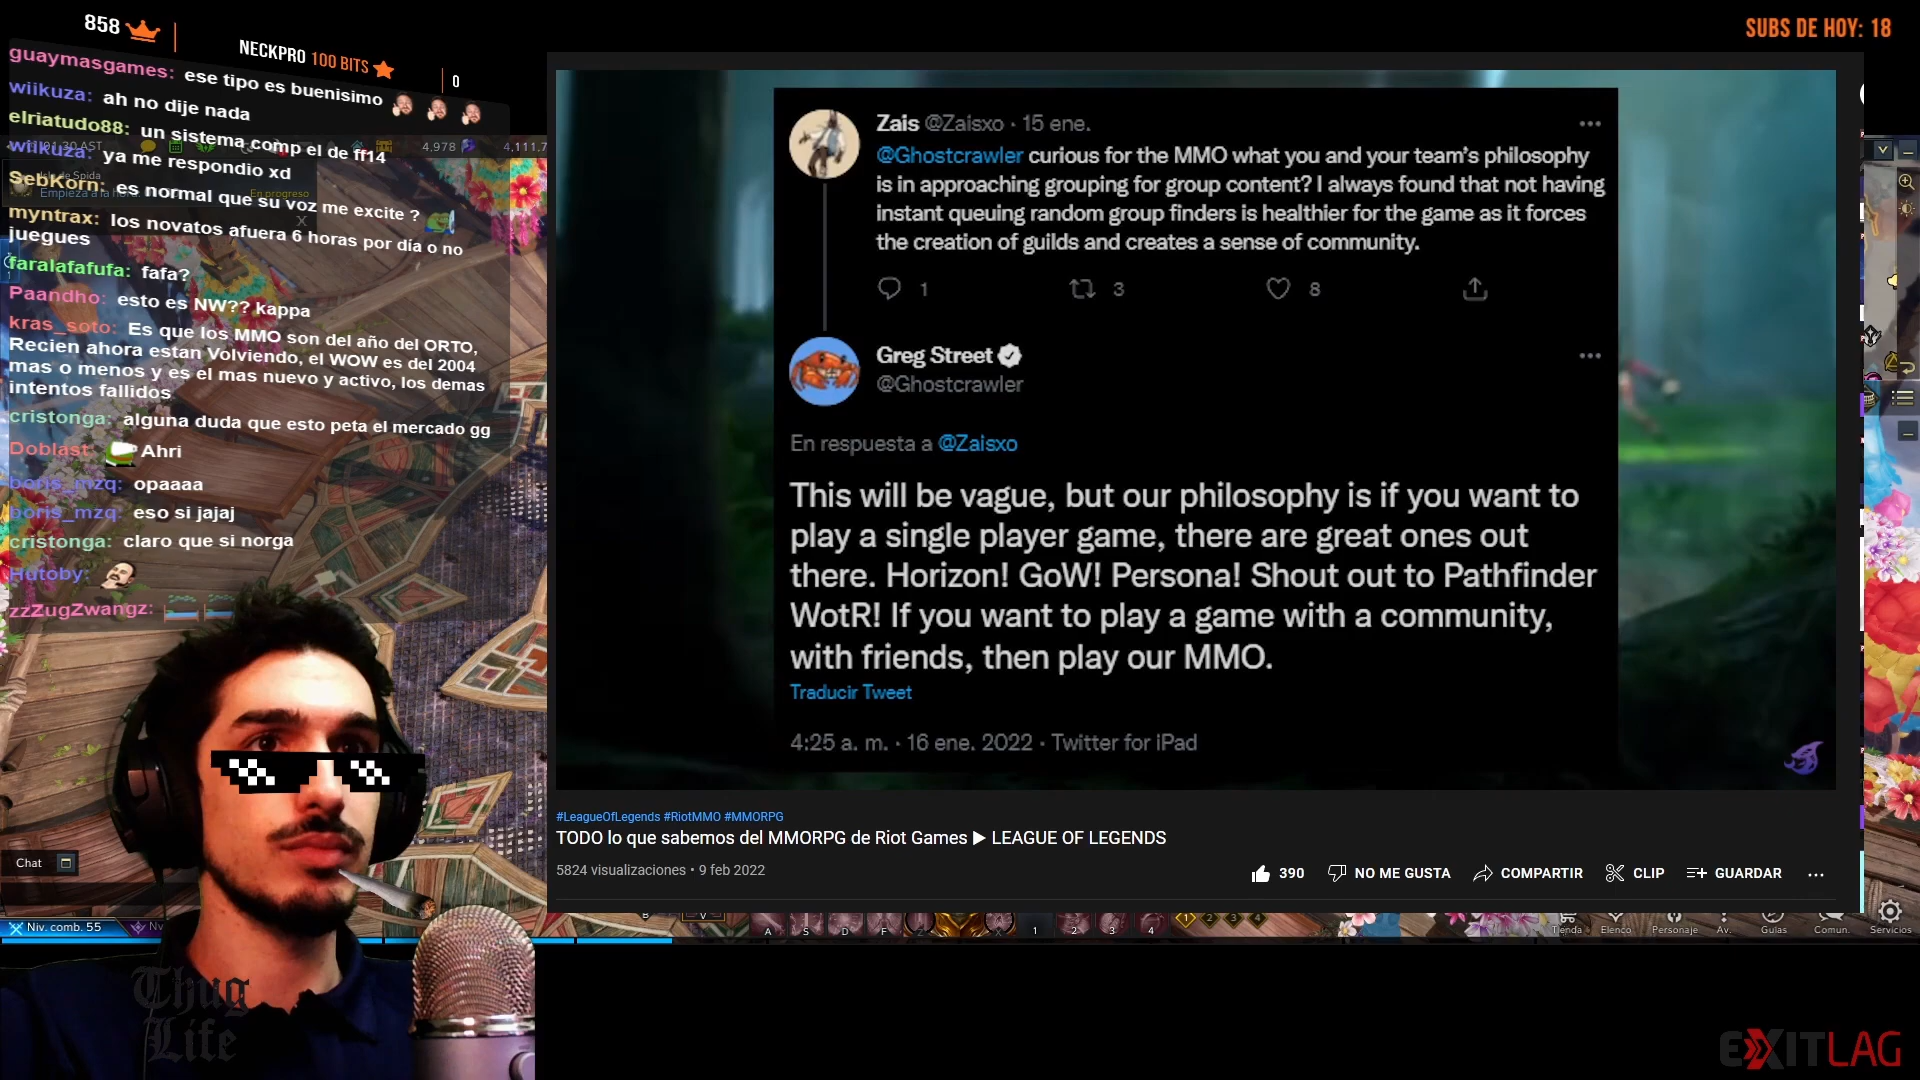 858
NECKPRO 100 BITS
0
SUBS DE HOY: 18
guaymasgames: ese tipo es buenisimo
wiikuza: ah no dije nada
elriatudo88: un sistema comp el de ff14
wiikuza: ya me respondio xd
SebKorn: es normal que su voz me excite ?
myntrax: los novatos afuera 6 horas por día o no
juegues
faralafafufa: fafa?
Paandho: esto es NW?? kappa
kras_soto: Es que los MMO son del año del ORTO,
Recien ahora estan Volviendo, el WOW es del 2004
mas o menos y es el mas nuevo y activo, los demas
intentos fallidos
cristonga: alguna duda que esto peta el mercado gg
Doblast: Ahri
boris_mzq: opaaaa
boris_mzq: eso si jajaj
cristonga: claro que si norga
Hutoby:
zzZugZwangz:
4,978
4,111.7
En progreso
Zais @Zaisxo · 15 ene.
@Ghostcrawler curious for the MMO what you and your team's philosophy
is in approaching grouping for group content? I always found that not having
instant queuing random group finders is healthier for the game as it forces
the creation of guilds and creates a sense of community.
1 3 8
Greg Street
@Ghostcrawler
En respuesta a @Zaisxo
This will be vague, but our philosophy is if you want to
play a single player game, there are great ones out
there. Horizon! GoW! Persona! Shout out to Pathfinder
WotR! If you want to play a game with a community,
with friends, then play our MMO.
Traducir Tweet
4:25 a. m. · 16 ene. 2022 · Twitter for iPad
#LeagueOfLegends #RiotMMO #MMORPG
TODO lo que sabemos del MMORPG de Riot Games ▶ LEAGUE OF LEGENDS
5824 visualizaciones • 9 feb 2022
390 NO ME GUSTA COMPARTIR CLIP GUARDAR ...
Chat
Niv. comb. 55
A S D F 1 2 3 4
1 2 3 4
Tienda Elenco Personaje Av. Guías Comun. Servicios
Thug
Life
EXITLAG